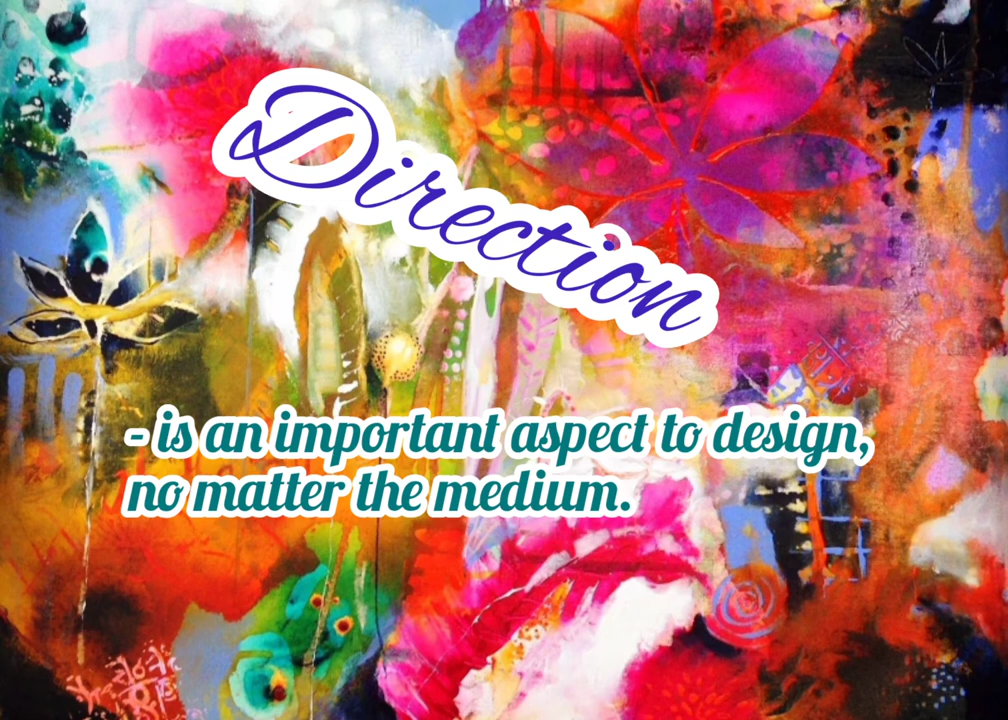 Direction
- is an important aspect to design,
no matter the medium.